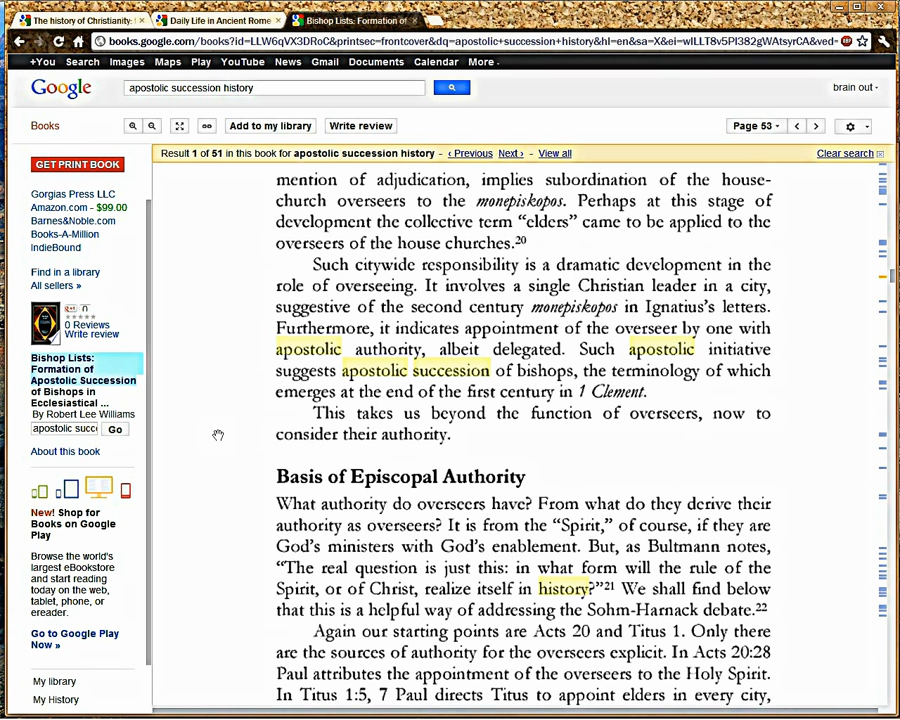 The history of Christianity:
Daily Life in Ancient Rome
Bishop Lists: Formation of
books.google.com/books?id=LLW6qVX3DRoC&printsec=frontcover&dq=apostolic+succession+history&hl=en&sa=X&ei=wILLT8v5PI382gWAtsyrCA&ved=
+You Search Images Maps Play YouTube News Gmail Documents Calendar More
Google
apostolic succession history
brain out
Books
Add to my library
Write review
Page 53
GET PRINT BOOK
Result 1 of 51 in this book for apostolic succession history - ‹ Previous Next › - View all
Clear search
Gorgias Press LLC
Amazon.com - $99.00
Barnes&Noble.com
Books-A-Million
IndieBound
Find in a library
All sellers »
0
0 Reviews
Write review
Bishop Lists:
Formation of
Apostolic Succession
of Bishops in
Ecclesiastical ...
By Robert Lee Williams
apostolic succ
Go
About this book
New! Shop for
Books on Google
Play
Browse the world's
largest eBookstore
and start reading
today on the web,
tablet, phone, or
ereader.
Go to Google Play
Now »
My library
My History
mention of adjudication, implies subordination of the house-
church overseers to the monepiskopos. Perhaps at this stage of
development the collective term “elders” came to be applied to the
overseers of the house churches.20
Such citywide responsibility is a dramatic development in the
role of overseeing. It involves a single Christian leader in a city,
suggestive of the second century monepiskopos in Ignatius’s letters.
Furthermore, it indicates appointment of the overseer by one with
apostolic authority, albeit delegated. Such apostolic initiative
suggests apostolic succession of bishops, the terminology of which
emerges at the end of the first century in 1 Clement.
This takes us beyond the function of overseers, now to
consider their authority.
Basis of Episcopal Authority
What authority do overseers have? From what do they derive their
authority as overseers? It is from the “Spirit,” of course, if they are
God’s ministers with God’s enablement. But, as Bultmann notes,
“The real question is just this: in what form will the rule of the
Spirit, or of Christ, realize itself in history?”21 We shall find below
that this is a helpful way of addressing the Sohm-Harnack debate.22
Again our starting points are Acts 20 and Titus 1. Only there
are the sources of authority for the overseers explicit. In Acts 20:28
Paul attributes the appointment of the overseers to the Holy Spirit.
In Titus 1:5, 7 Paul directs Titus to appoint elders in every city,